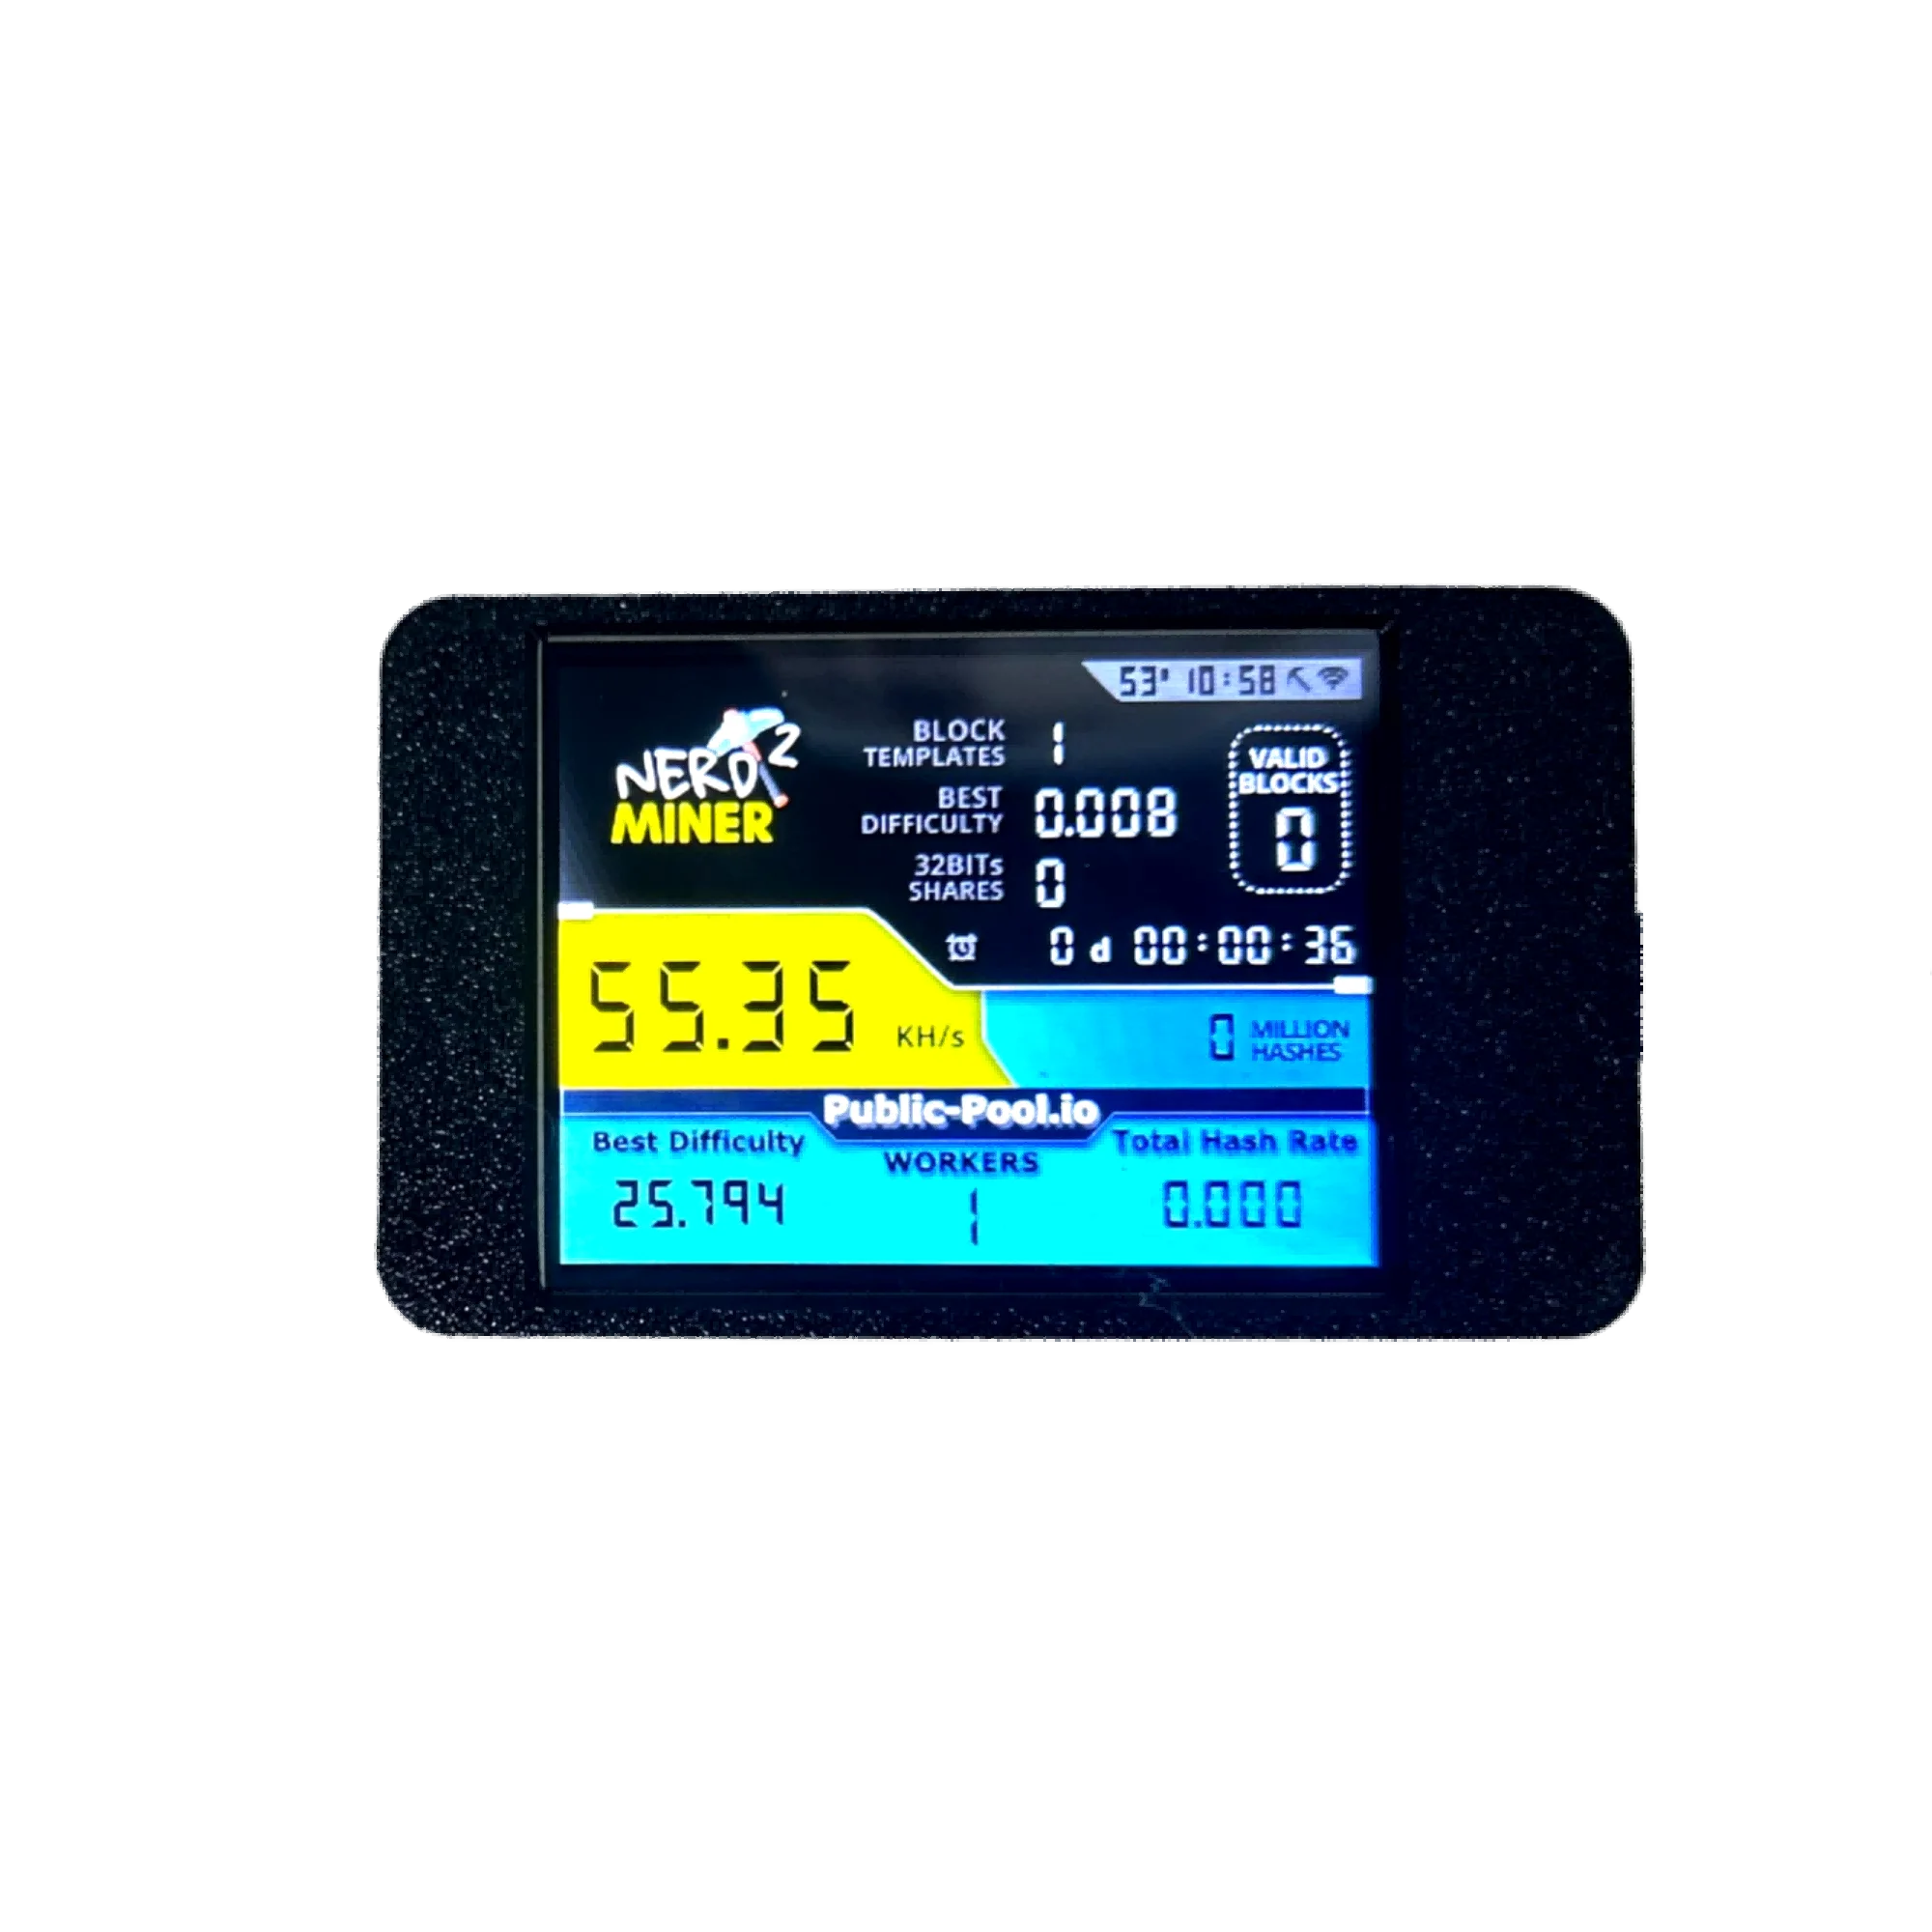 53° 10:58
NERD 2
MINER
BLOCK
TEMPLATES 1
BEST
DIFFICULTY 0.008
32BITs
SHARES 0
VALID
BLOCKS
0
0 d 00:00:36
55.35 KH/s
0 MILLION
HASHES
Public-Pool.io
Best Difficulty
WORKERS
Total Hash Rate
25.794
1
0.000